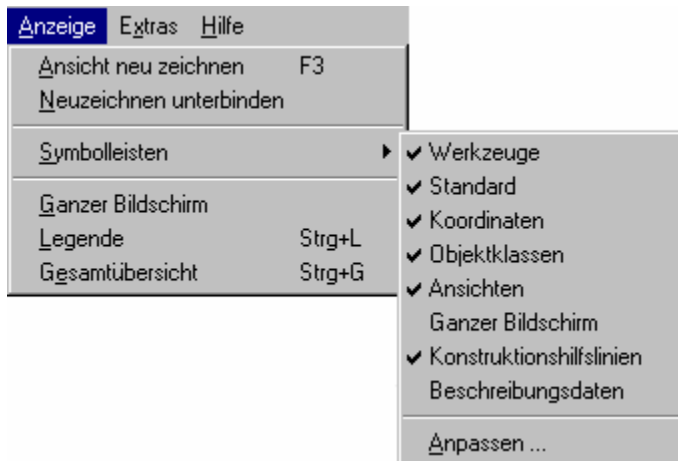 Anzeige Extras Hilfe
Ansicht neu zeichnen F3
Neuzeichnen unterbinden
Symbolleisten
Ganzer Bildschirm
Legende Strg+L
Gesamtübersicht Strg+G
Werkzeuge
Standard
Koordinaten
Objektklassen
Ansichten
Ganzer Bildschirm
Konstruktionshilfslinien
Beschreibungsdaten
Anpassen ...